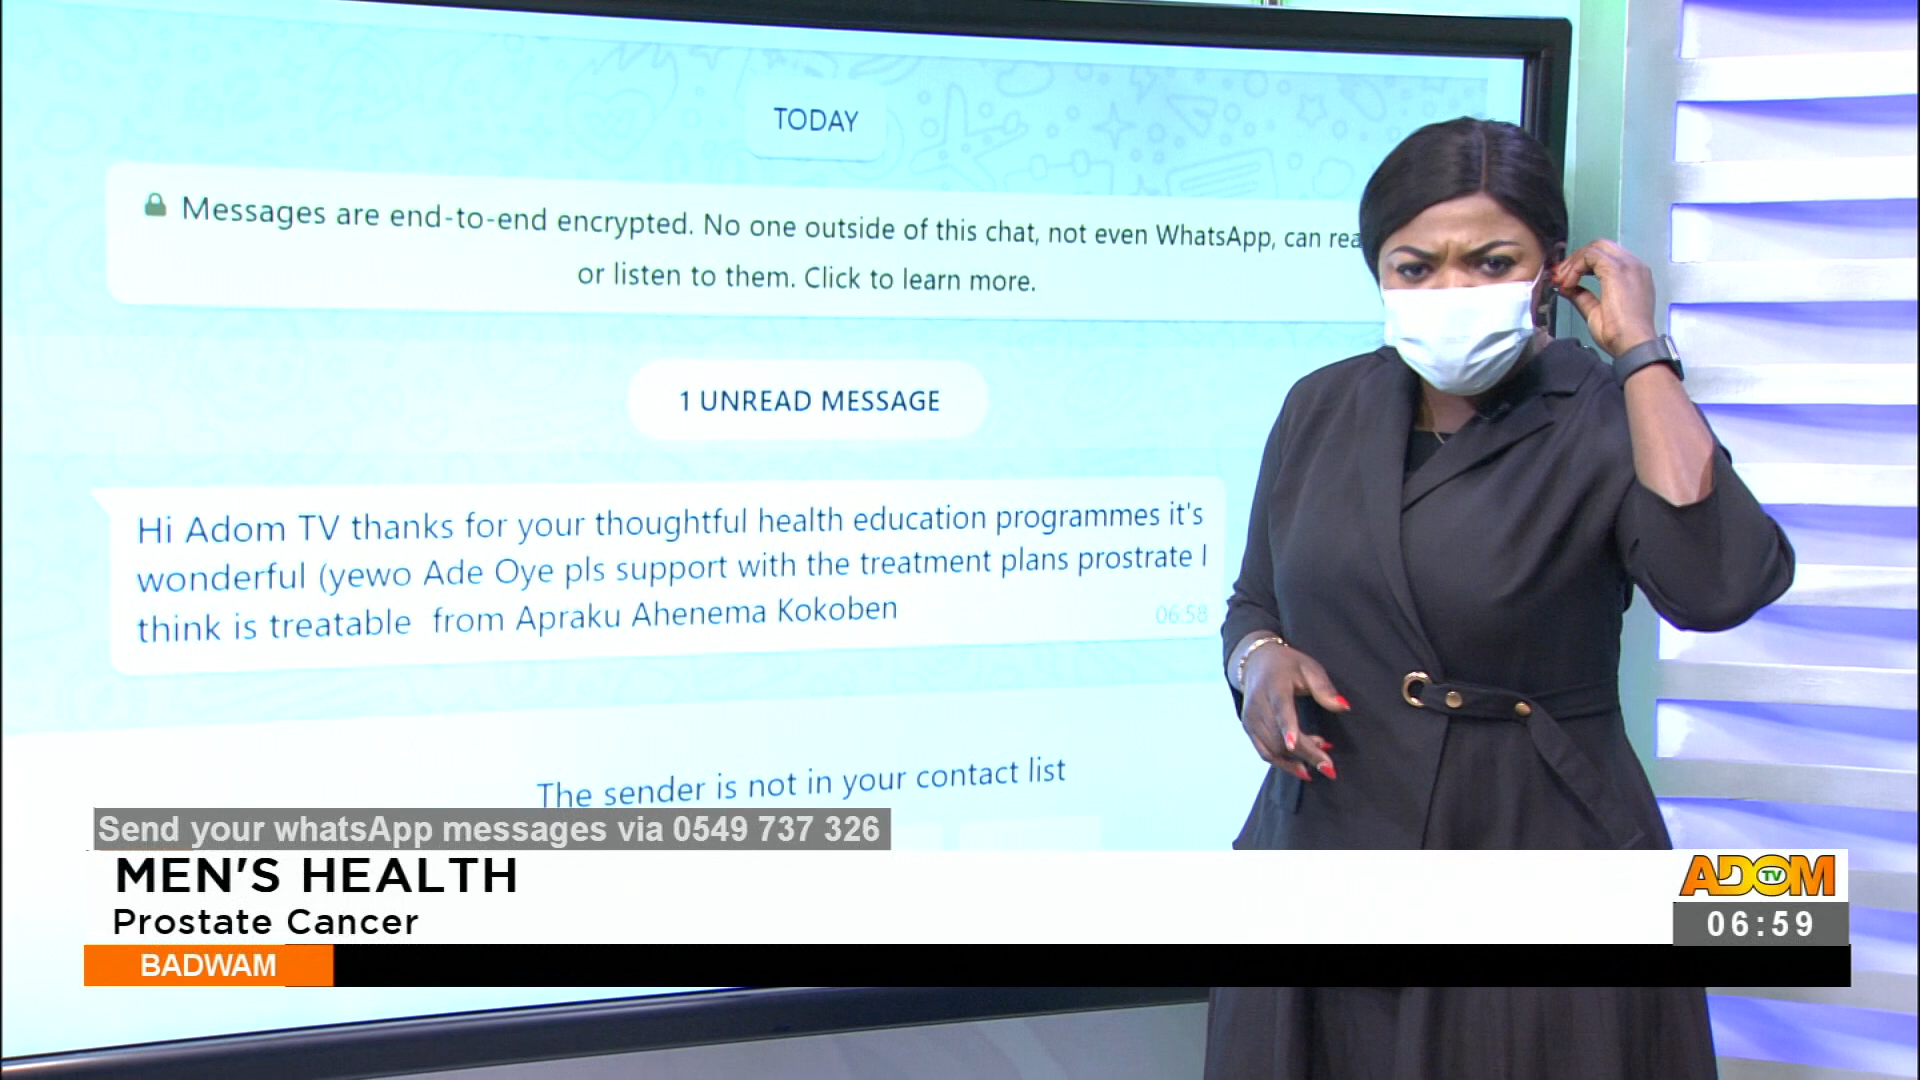 TODAY
Messages are end-to-end encrypted. No one outside of this chat, not even WhatsApp, can rea
or listen to them. Click to learn more.
1 UNREAD MESSAGE
Hi Adom TV thanks for your thoughtful health education programmes it's
wonderful (yewo Ade Oye pls support with the treatment plans prostrate I
think is treatable from Apraku Ahenema Kokoben
06:58
The sender is not in your contact list
Send your whatsApp messages via 0549 737 326
MEN'S HEALTH
Prostate Cancer
ADOM TV
06:59
BADWAM